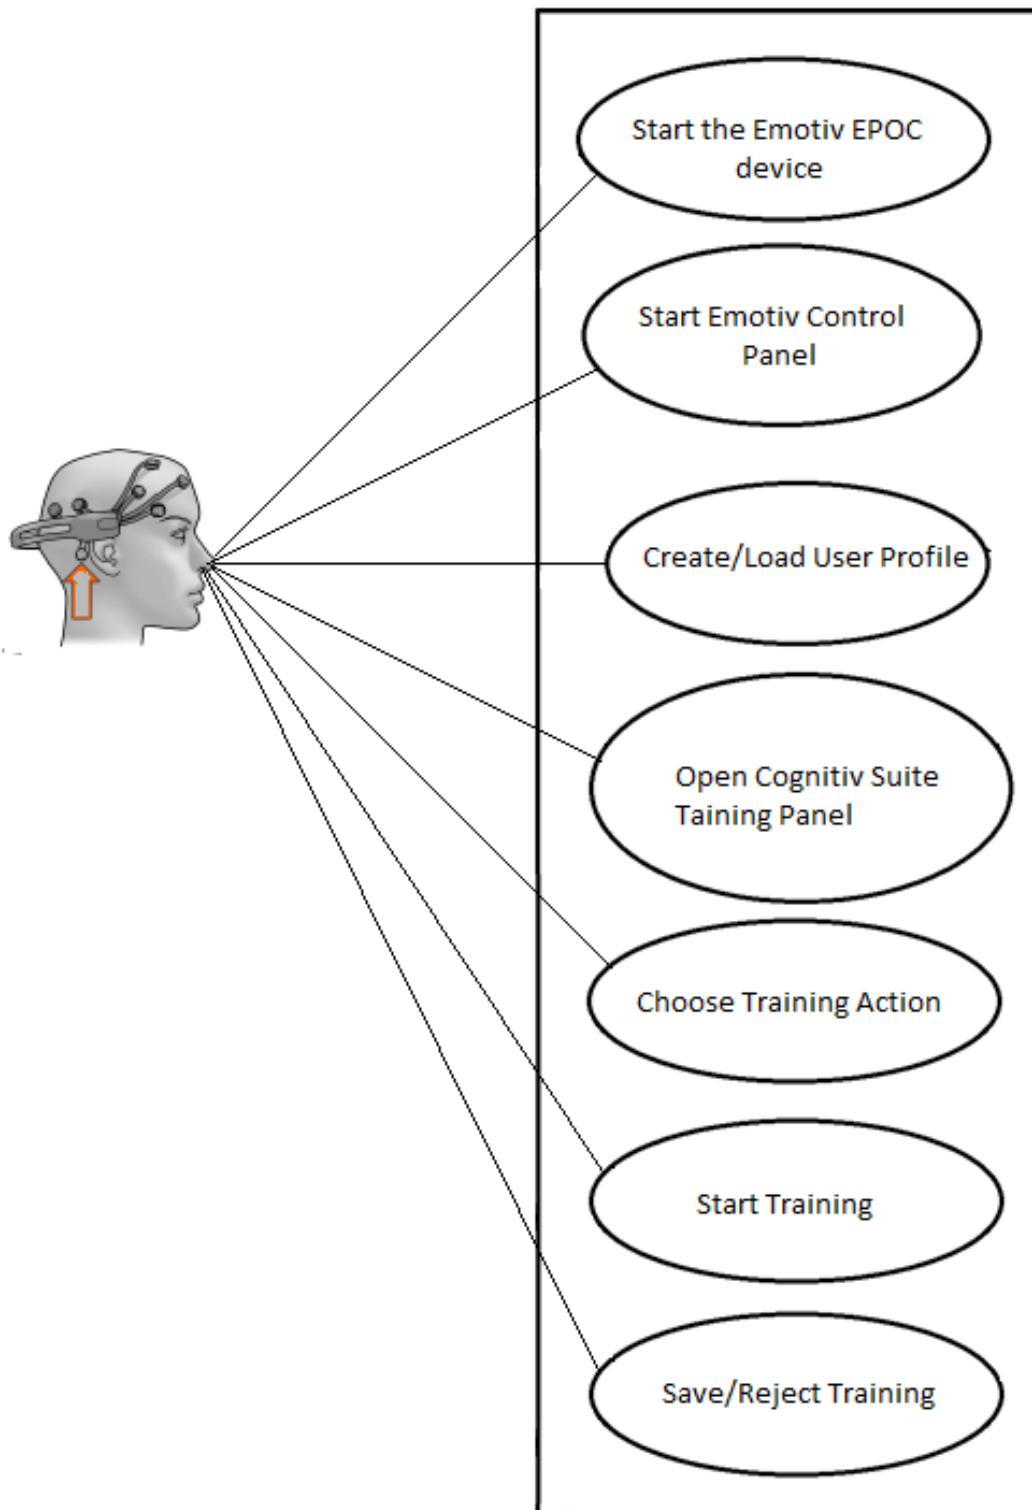 Start the Emotiv EPOC
device
Start Emotiv Control
Panel
Create/Load User Profile
Open Cognitiv Suite
Taining Panel
Choose Training Action
Start Training
Save/Reject Training